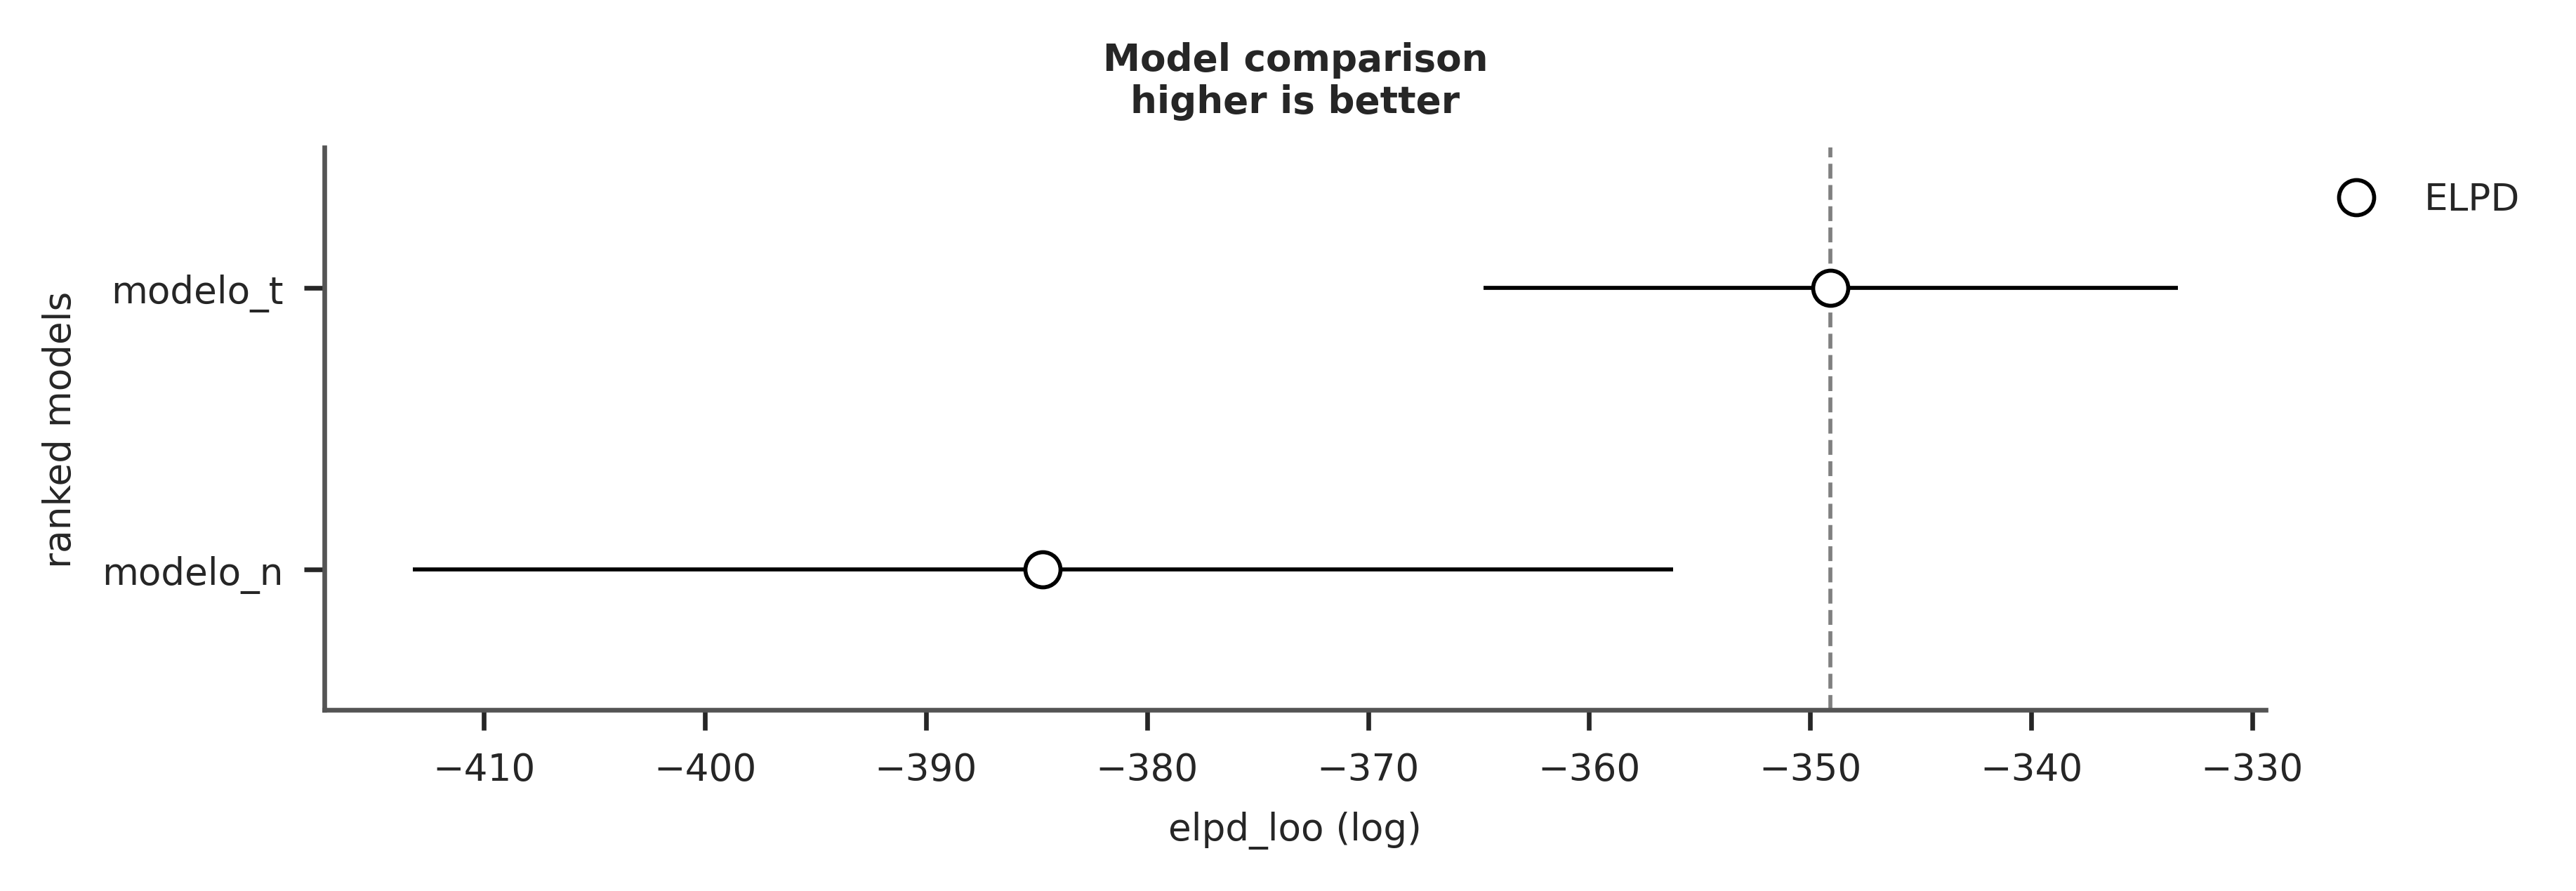 Model comparison
higher is better
ELPD
modelo_t
modelo_n
ranked models
−410 −400 −390 −380 −370 −360 −350 −340 −330
elpd_loo (log)